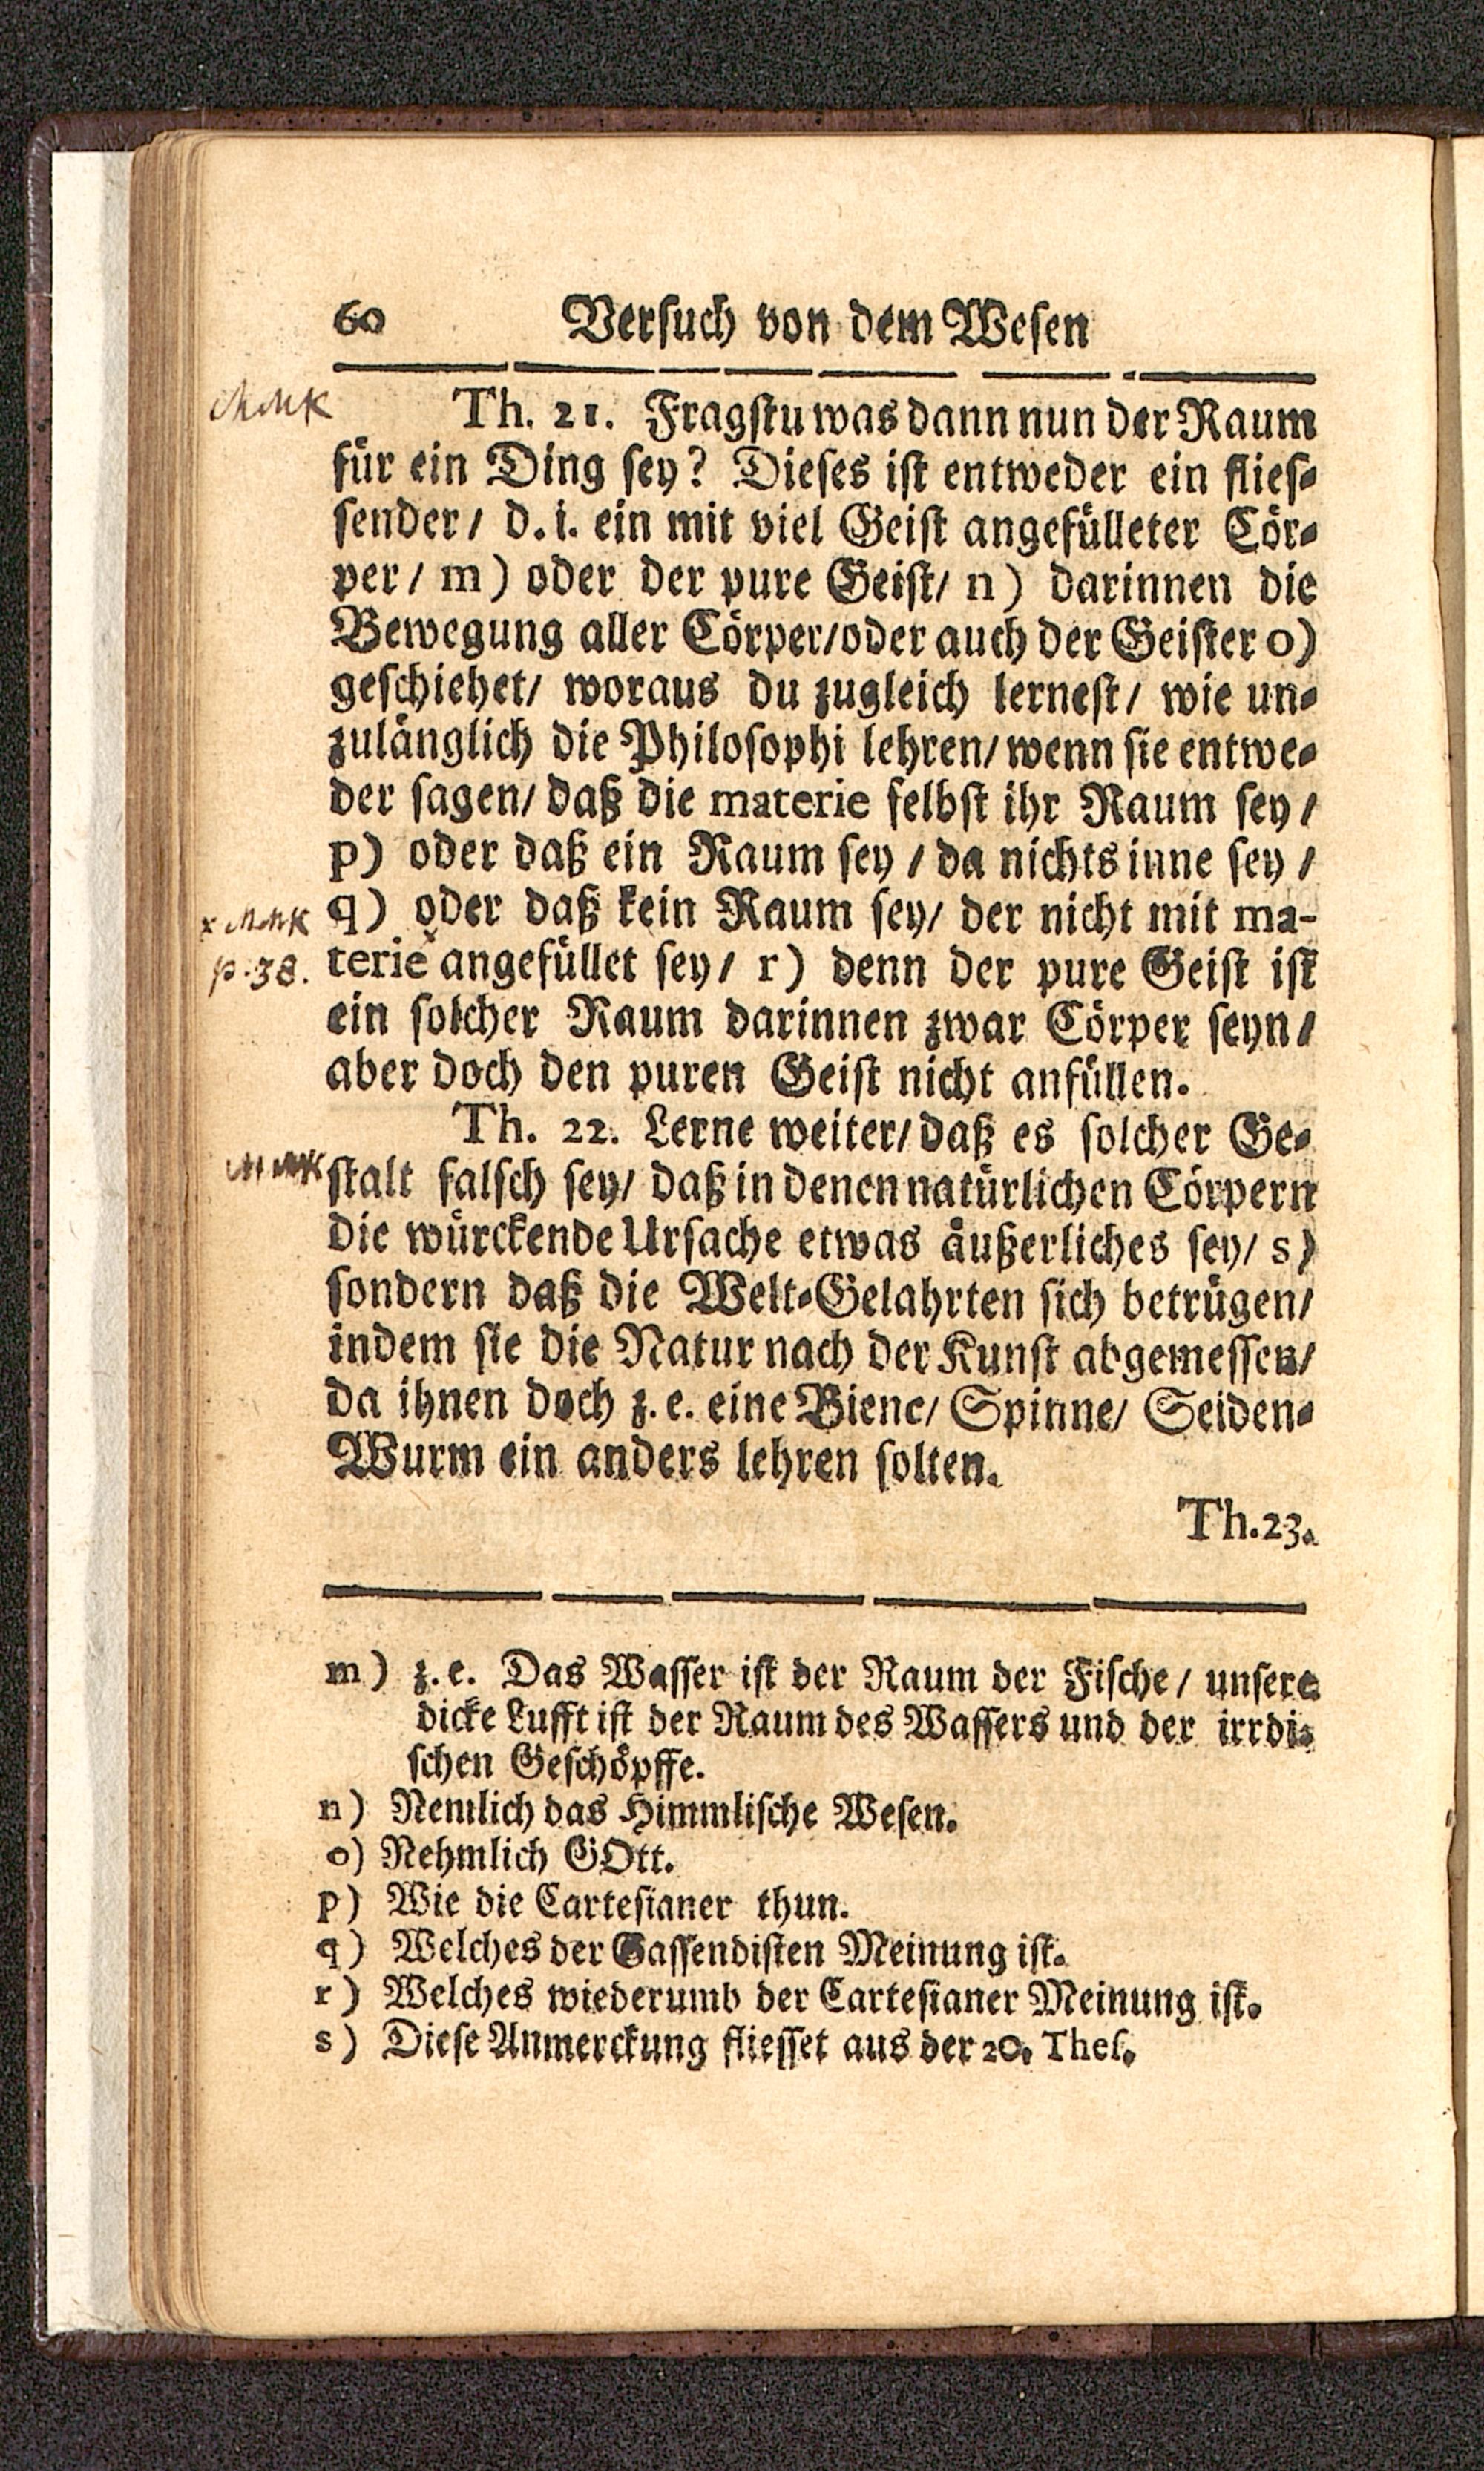 60 Versuch von dem Wesen
Th. 21. Fragstu was dann nun der Raum
für ein Ding sey? Dieses ist entweder ein flies-
sender / d. i. ein mit viel Geist angefülleter Cör-
per / m) oder der pure Geist / n) darinnen die
Bewegung aller Cörper / oder auch der Geister o)
geschiehet / woraus du zugleich lernest / wie un-
zulänglich die Philosophi lehren / wenn sie entwe-
der sagen / daß die materie selbst ihr Raum sey /
p) oder daß ein Raum sey / da nichts inne sey /
x MMK q) oder daß kein Raum sey / der nicht mit ma-
p. 38. terie angefüllet sey / r) denn der pure Geist ist
ein solcher Raum darinnen zwar Cörper seyn /
aber doch den puren Geist nicht anfüllen.
Th. 22. Lerne weiter / daß es solcher Ge-
stalt falsch sey / daß in denen natürlichen Cörpern
die würckende Ursache etwas äußerliches sey / s)
sondern daß die Welt-Gelahrten sich betrügen /
indem sie die Natur nach der Kunst abgemessen /
da ihnen doch z. e. eine Biene / Spinne / Seiden-
Wurm ein anders lehren solten.
Th. 23.
m) z. e. Das Wasser ist der Raum der Fische / unsere
dicke Lufft ist der Raum des Wassers und der irrdi-
schen Geschöpffe.
n) Nemlich das Himmlische Wesen.
o) Nehmlich GOtt.
p) Wie die Cartesianer thun.
q) Welches der Gassendisten Meinung ist.
r) Welches wiederumb der Cartesianer Meinung ist.
s) Diese Anmerckung fliesset aus der 20. Thes.